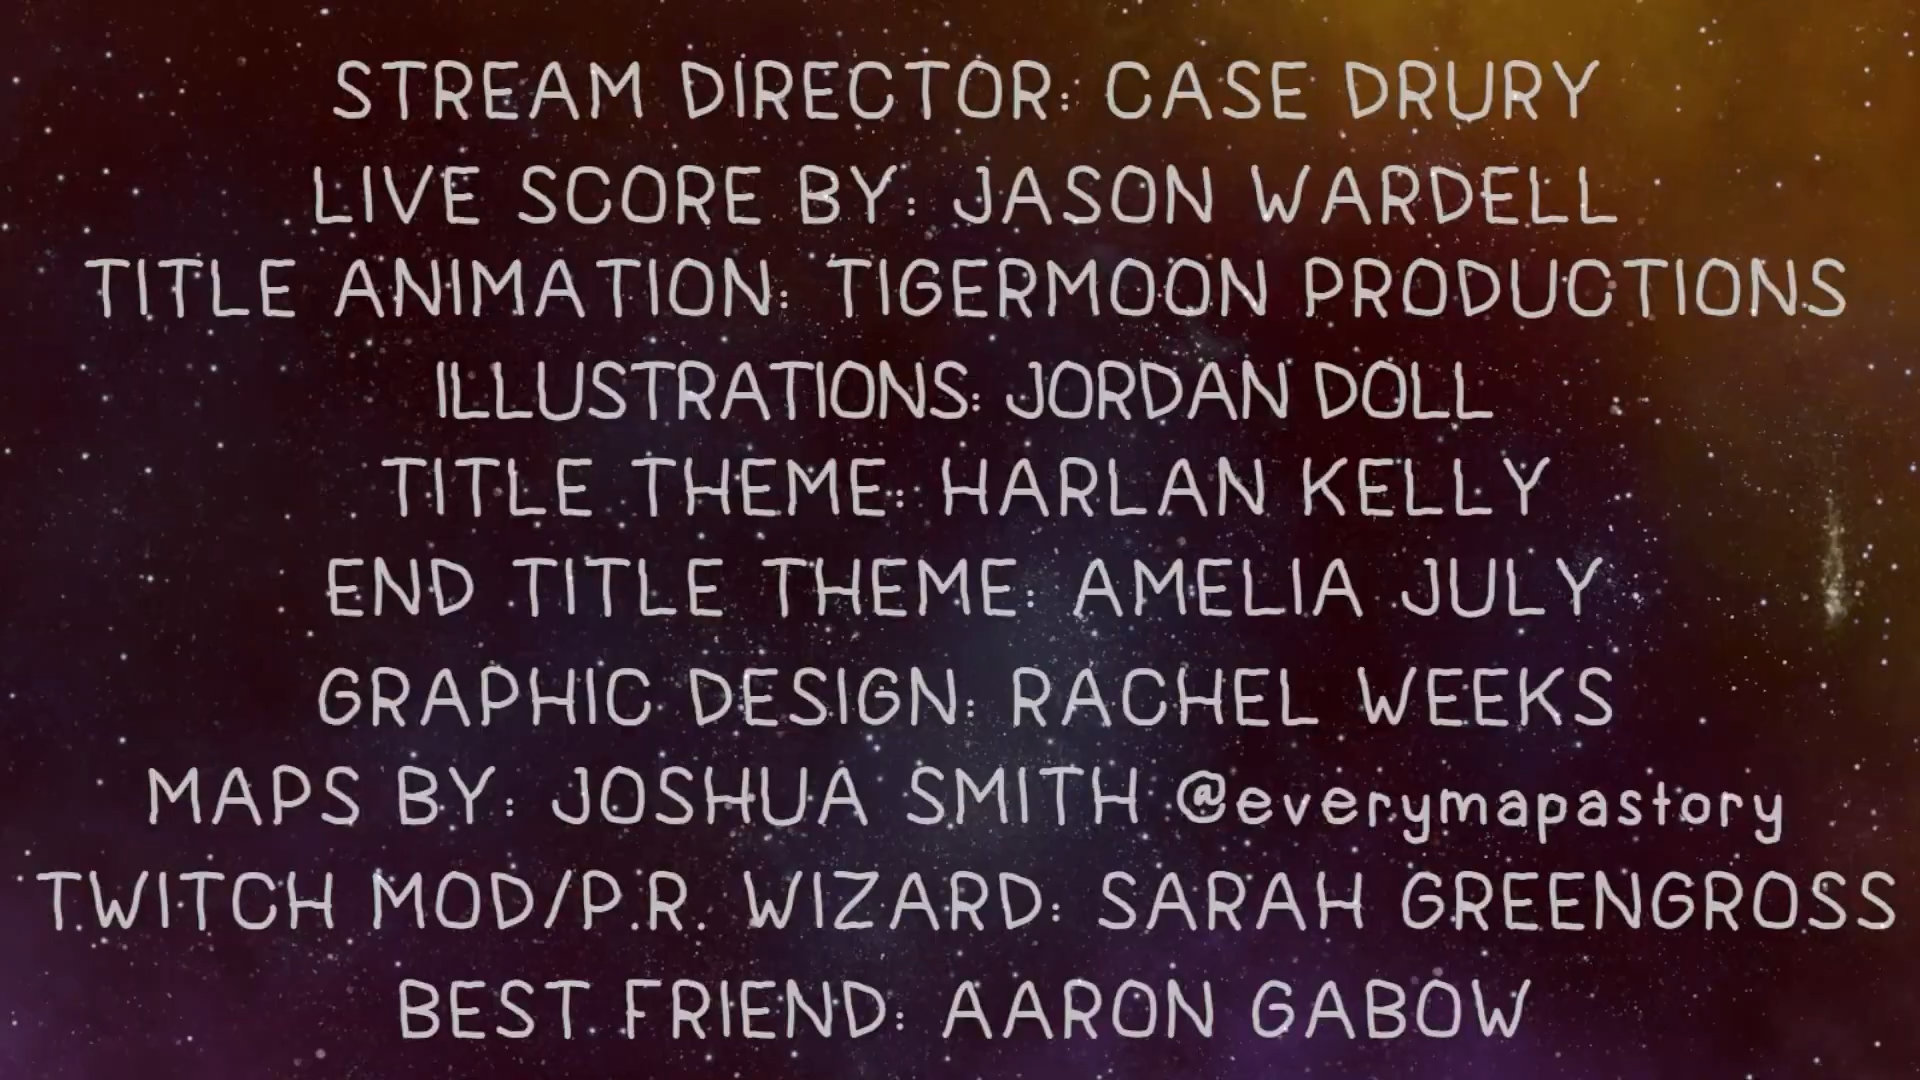 STREAM DIRECTOR: CASE DRURY
LIVE SCORE BY: JASON WARDELL
TITLE ANIMATION: TIGERMOON PRODUCTIONS
ILLUSTRATIONS: JORDAN DOLL
TITLE THEME: HARLAN KELLY
END TITLE THEME: AMELIA JULY
GRAPHIC DESIGN: RACHEL WEEKS
MAPS BY: JOSHUA SMITH @everymapastory
TWITCH MOD/P.R. WIZARD: SARAH GREENGROSS
BEST FRIEND: AARON GABOW